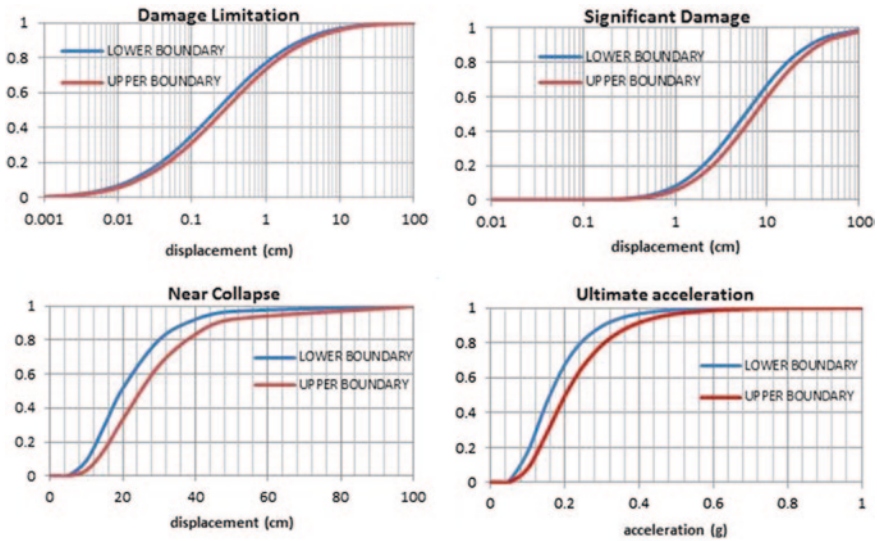 Damage Limitation
1
0.8
0.6
0.4
0.2
0
LOWER BOUNDARY
UPPER BOUNDARY
0.001 0.01 0.1 1 10 100
displacement (cm)
Significant Damage
1
0.8
0.6
0.4
0.2
0
LOWER BOUNDARY
UPPER BOUNDARY
0.01 0.1 1 10 100
displacement (cm)
Near Collapse
1
0.8
0.6
0.4
0.2
0
LOWER BOUNDARY
UPPER BOUNDARY
0 20 40 60 80 100
displacement (cm)
Ultimate acceleration
1
0.8
0.6
0.4
0.2
0
LOWER BOUNDARY
UPPER BOUNDARY
0 0.2 0.4 0.6 0.8 1
acceleration (g)